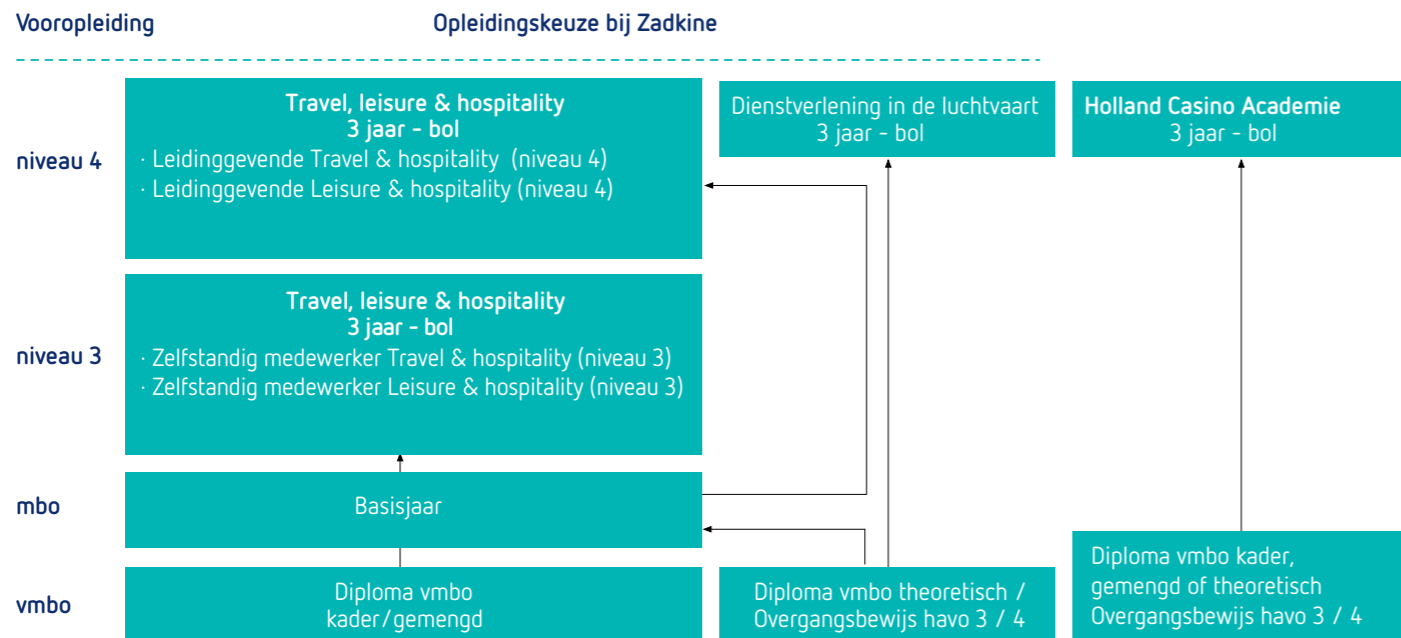 Vooropleiding
Opleidingskeuze bij Zadkine
niveau 4
Travel, leisure & hospitality
3 jaar - bol
· Leidinggevende Travel & hospitality (niveau 4)
· Leidinggevende Leisure & hospitality (niveau 4)
Dienstverlening in de luchtvaart
3 jaar - bol
Holland Casino Academie
3 jaar - bol
niveau 3
Travel, leisure & hospitality
3 jaar - bol
· Zelfstandig medewerker Travel & hospitality (niveau 3)
· Zelfstandig medewerker Leisure & hospitality (niveau 3)
mbo
Basisjaar
vmbo
Diploma vmbo
kader/gemengd
Diploma vmbo theoretisch /
Overgangsbewijs havo 3 / 4
Diploma vmbo kader,
gemengd of theoretisch
Overgangsbewijs havo 3 / 4